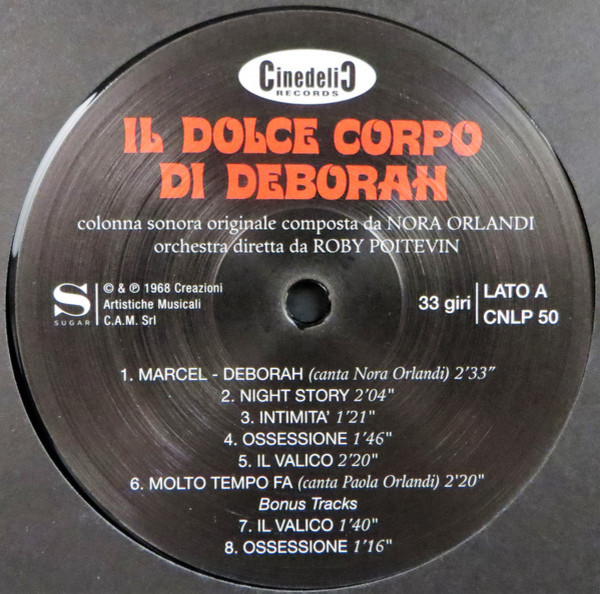 CinedeliC
RECORDS
IL DOLCE CORPO
DI DEBORAH
colonna sonora originale composta da NORA ORLANDI
orchestra diretta da ROBY POITEVIN
S
SUGAR
© & ℗ 1968 Creazioni
Artistiche Musicali
C.A.M. Srl
33 giri
LATO A
CNLP 50
1. MARCEL - DEBORAH (canta Nora Orlandi) 2'33"
2. NIGHT STORY 2'04"
3. INTIMITA' 1'21"
4. OSSESSIONE 1'46"
5. IL VALICO 2'20"
6. MOLTO TEMPO FA (canta Paola Orlandi) 2'20"
Bonus Tracks
7. IL VALICO 1'40"
8. OSSESSIONE 1'16"